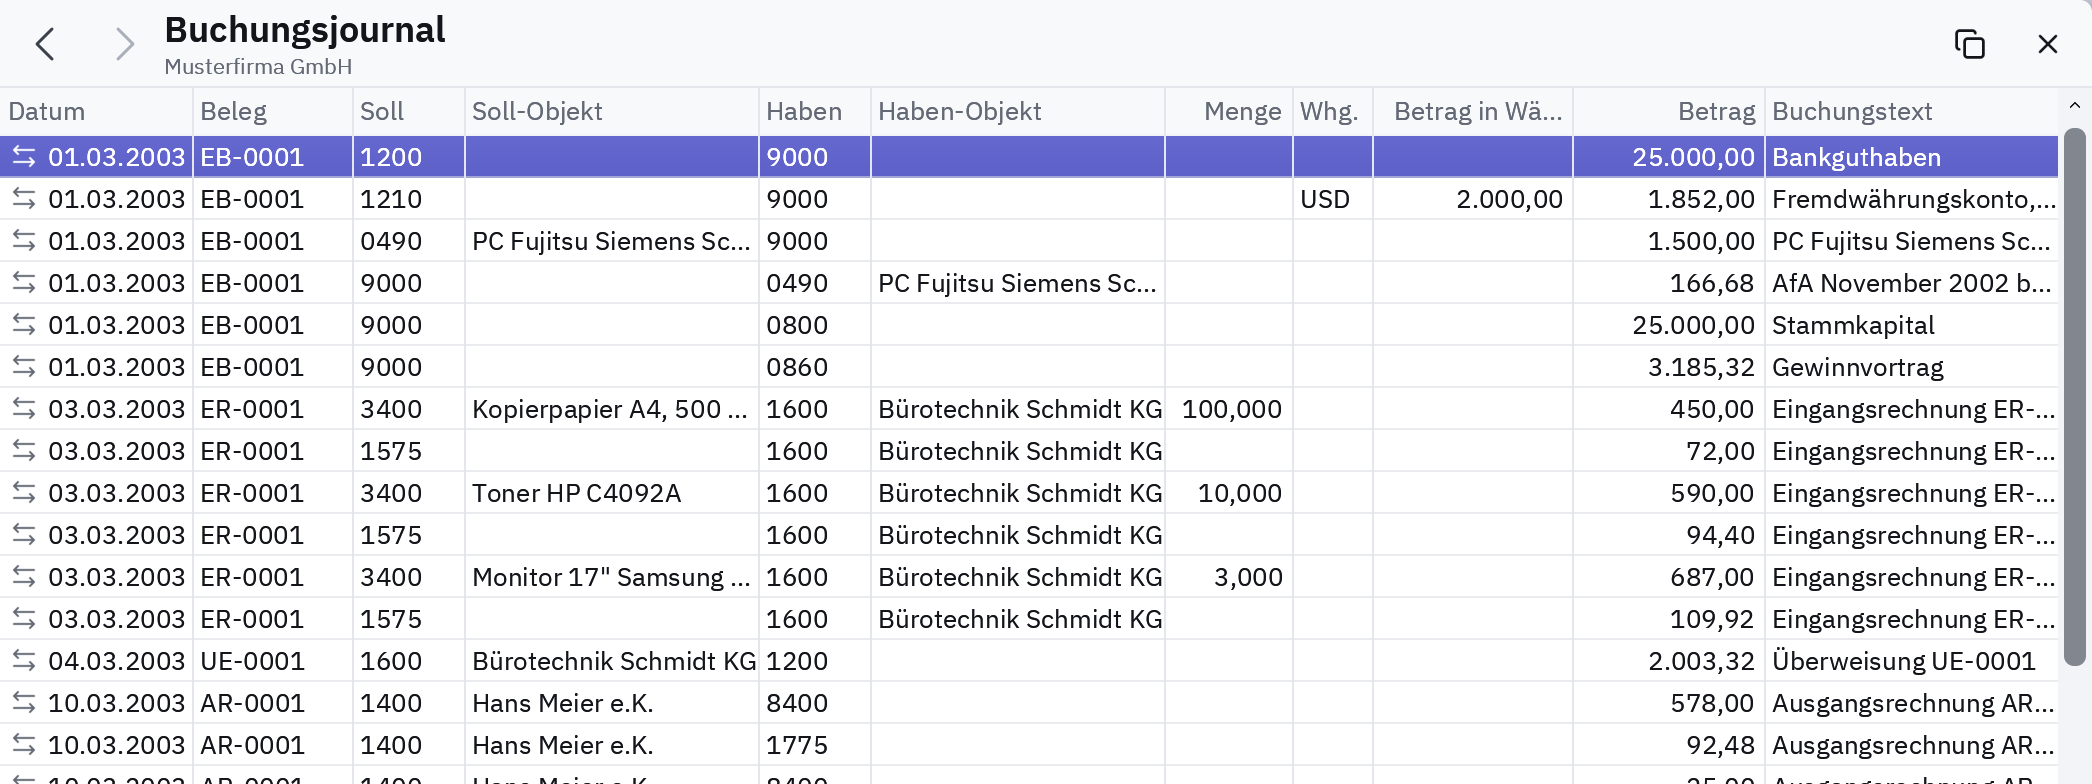 Buchungsjournal
Musterfirma GmbH
Datum Beleg Soll Soll-Objekt Haben Haben-Objekt Menge Whg. Betrag in Wä... Betrag Buchungstext
01.03.2003 EB-0001 1200 9000 25.000,00 Bankguthaben
01.03.2003 EB-0001 1210 9000 USD 2.000,00 1.852,00 Fremdwährungskonto,...
01.03.2003 EB-0001 0490 PC Fujitsu Siemens Sc... 9000 1.500,00 PC Fujitsu Siemens Sc...
01.03.2003 EB-0001 9000 0490 PC Fujitsu Siemens Sc... 166,68 AfA November 2002 b...
01.03.2003 EB-0001 9000 0800 25.000,00 Stammkapital
01.03.2003 EB-0001 9000 0860 3.185,32 Gewinnvortrag
03.03.2003 ER-0001 3400 Kopierpapier A4, 500 ... 1600 Bürotechnik Schmidt KG 100,000 450,00 Eingangsrechnung ER-...
03.03.2003 ER-0001 1575 1600 Bürotechnik Schmidt KG 72,00 Eingangsrechnung ER-...
03.03.2003 ER-0001 3400 Toner HP C4092A 1600 Bürotechnik Schmidt KG 10,000 590,00 Eingangsrechnung ER-...
03.03.2003 ER-0001 1575 1600 Bürotechnik Schmidt KG 94,40 Eingangsrechnung ER-...
03.03.2003 ER-0001 3400 Monitor 17" Samsung ... 1600 Bürotechnik Schmidt KG 3,000 687,00 Eingangsrechnung ER-...
03.03.2003 ER-0001 1575 1600 Bürotechnik Schmidt KG 109,92 Eingangsrechnung ER-...
04.03.2003 UE-0001 1600 Bürotechnik Schmidt KG 1200 2.003,32 Überweisung UE-0001
10.03.2003 AR-0001 1400 Hans Meier e.K. 8400 578,00 Ausgangsrechnung AR...
10.03.2003 AR-0001 1400 Hans Meier e.K. 1775 92,48 Ausgangsrechnung AR...